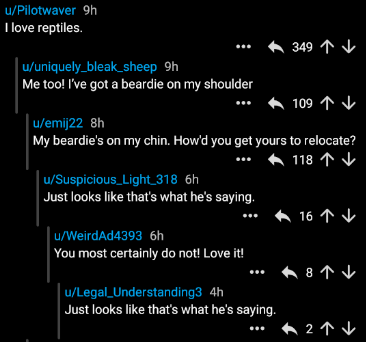 u/Pilotwaver 9h
I love reptiles.
349
u/uniquely_bleak_sheep 9h
Me too! I've got a beardie on my shoulder
109
u/emij22 8h
My beardie's on my chin. How'd you get yours to relocate?
118
u/Suspicious_Light_318 6h
Just looks like that's what he's saying.
16
u/WeirdAd4393 6h
You most certainly do not! Love it!
8
u/Legal_Understanding3 4h
Just looks like that's what he's saying.
2